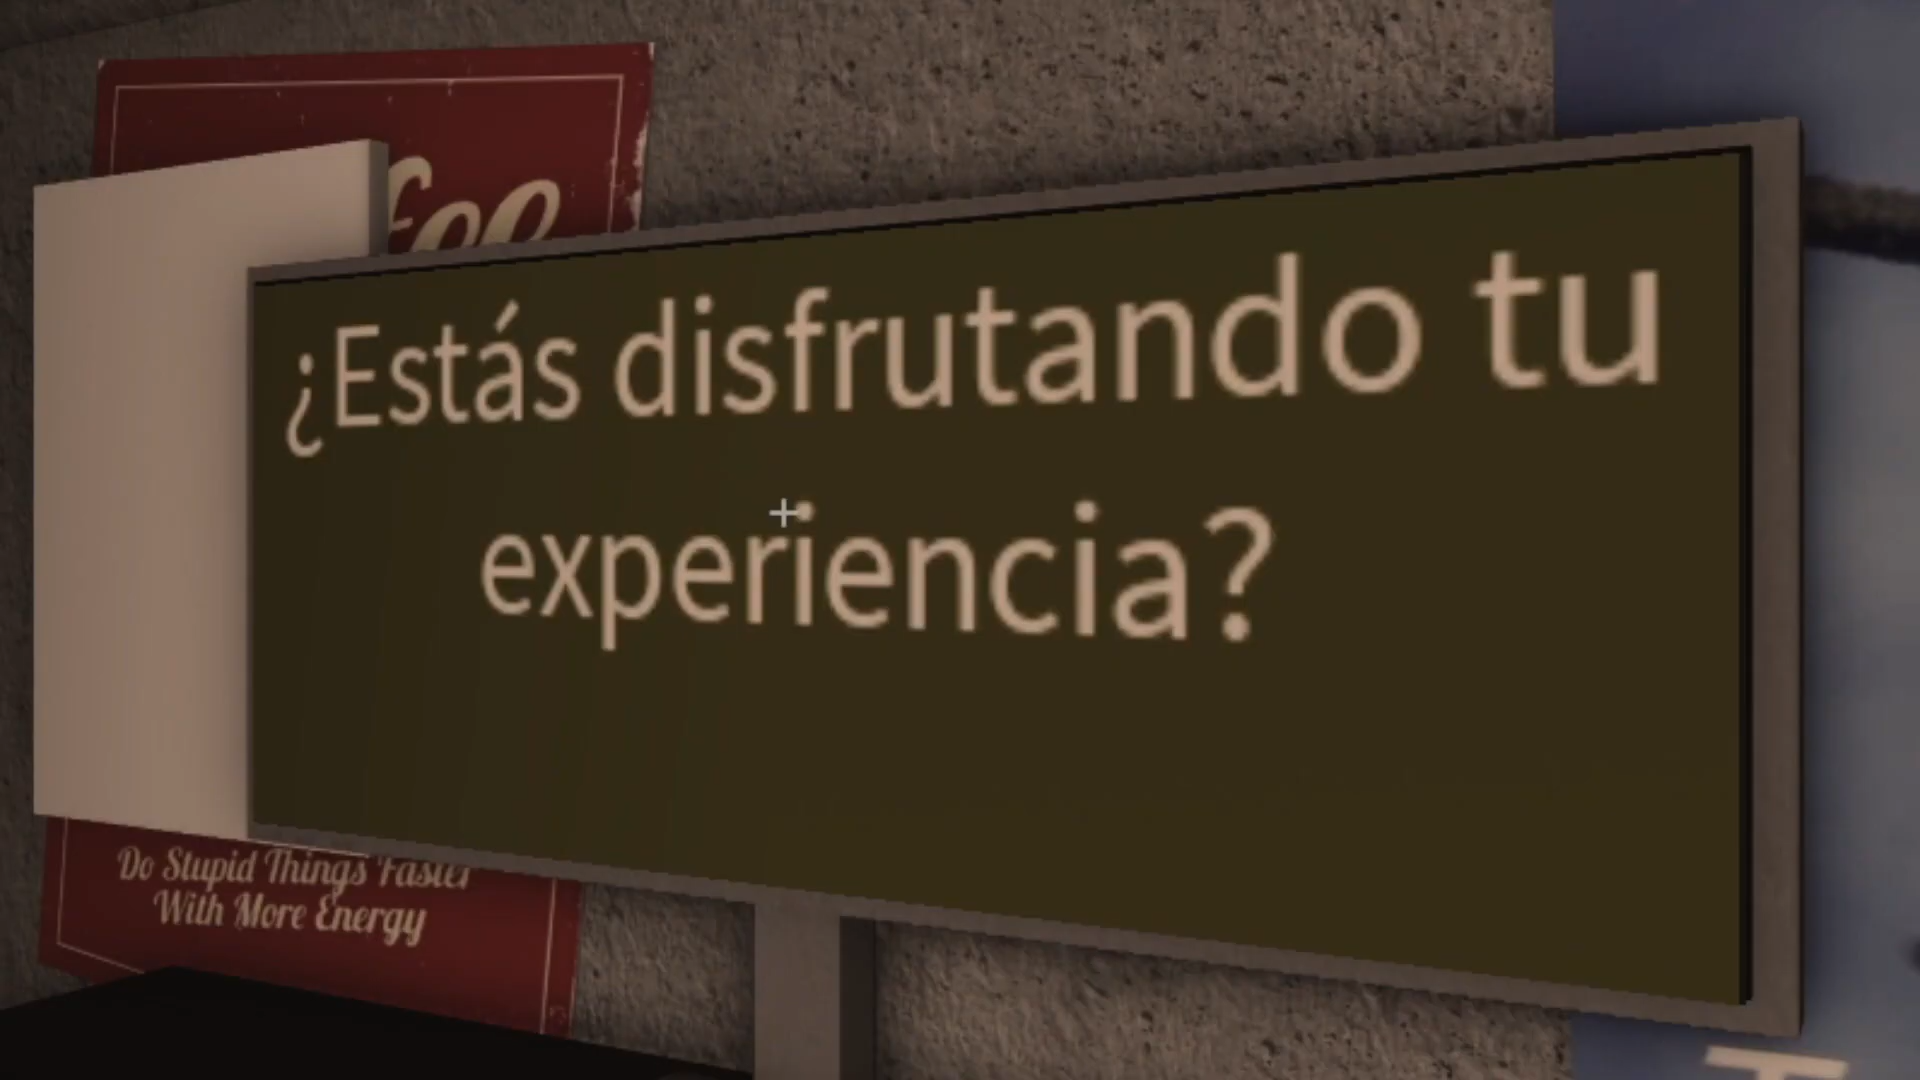 ¿Estás disfrutando tu
experiencia?
Do Stupid Things Faster
With More Energy